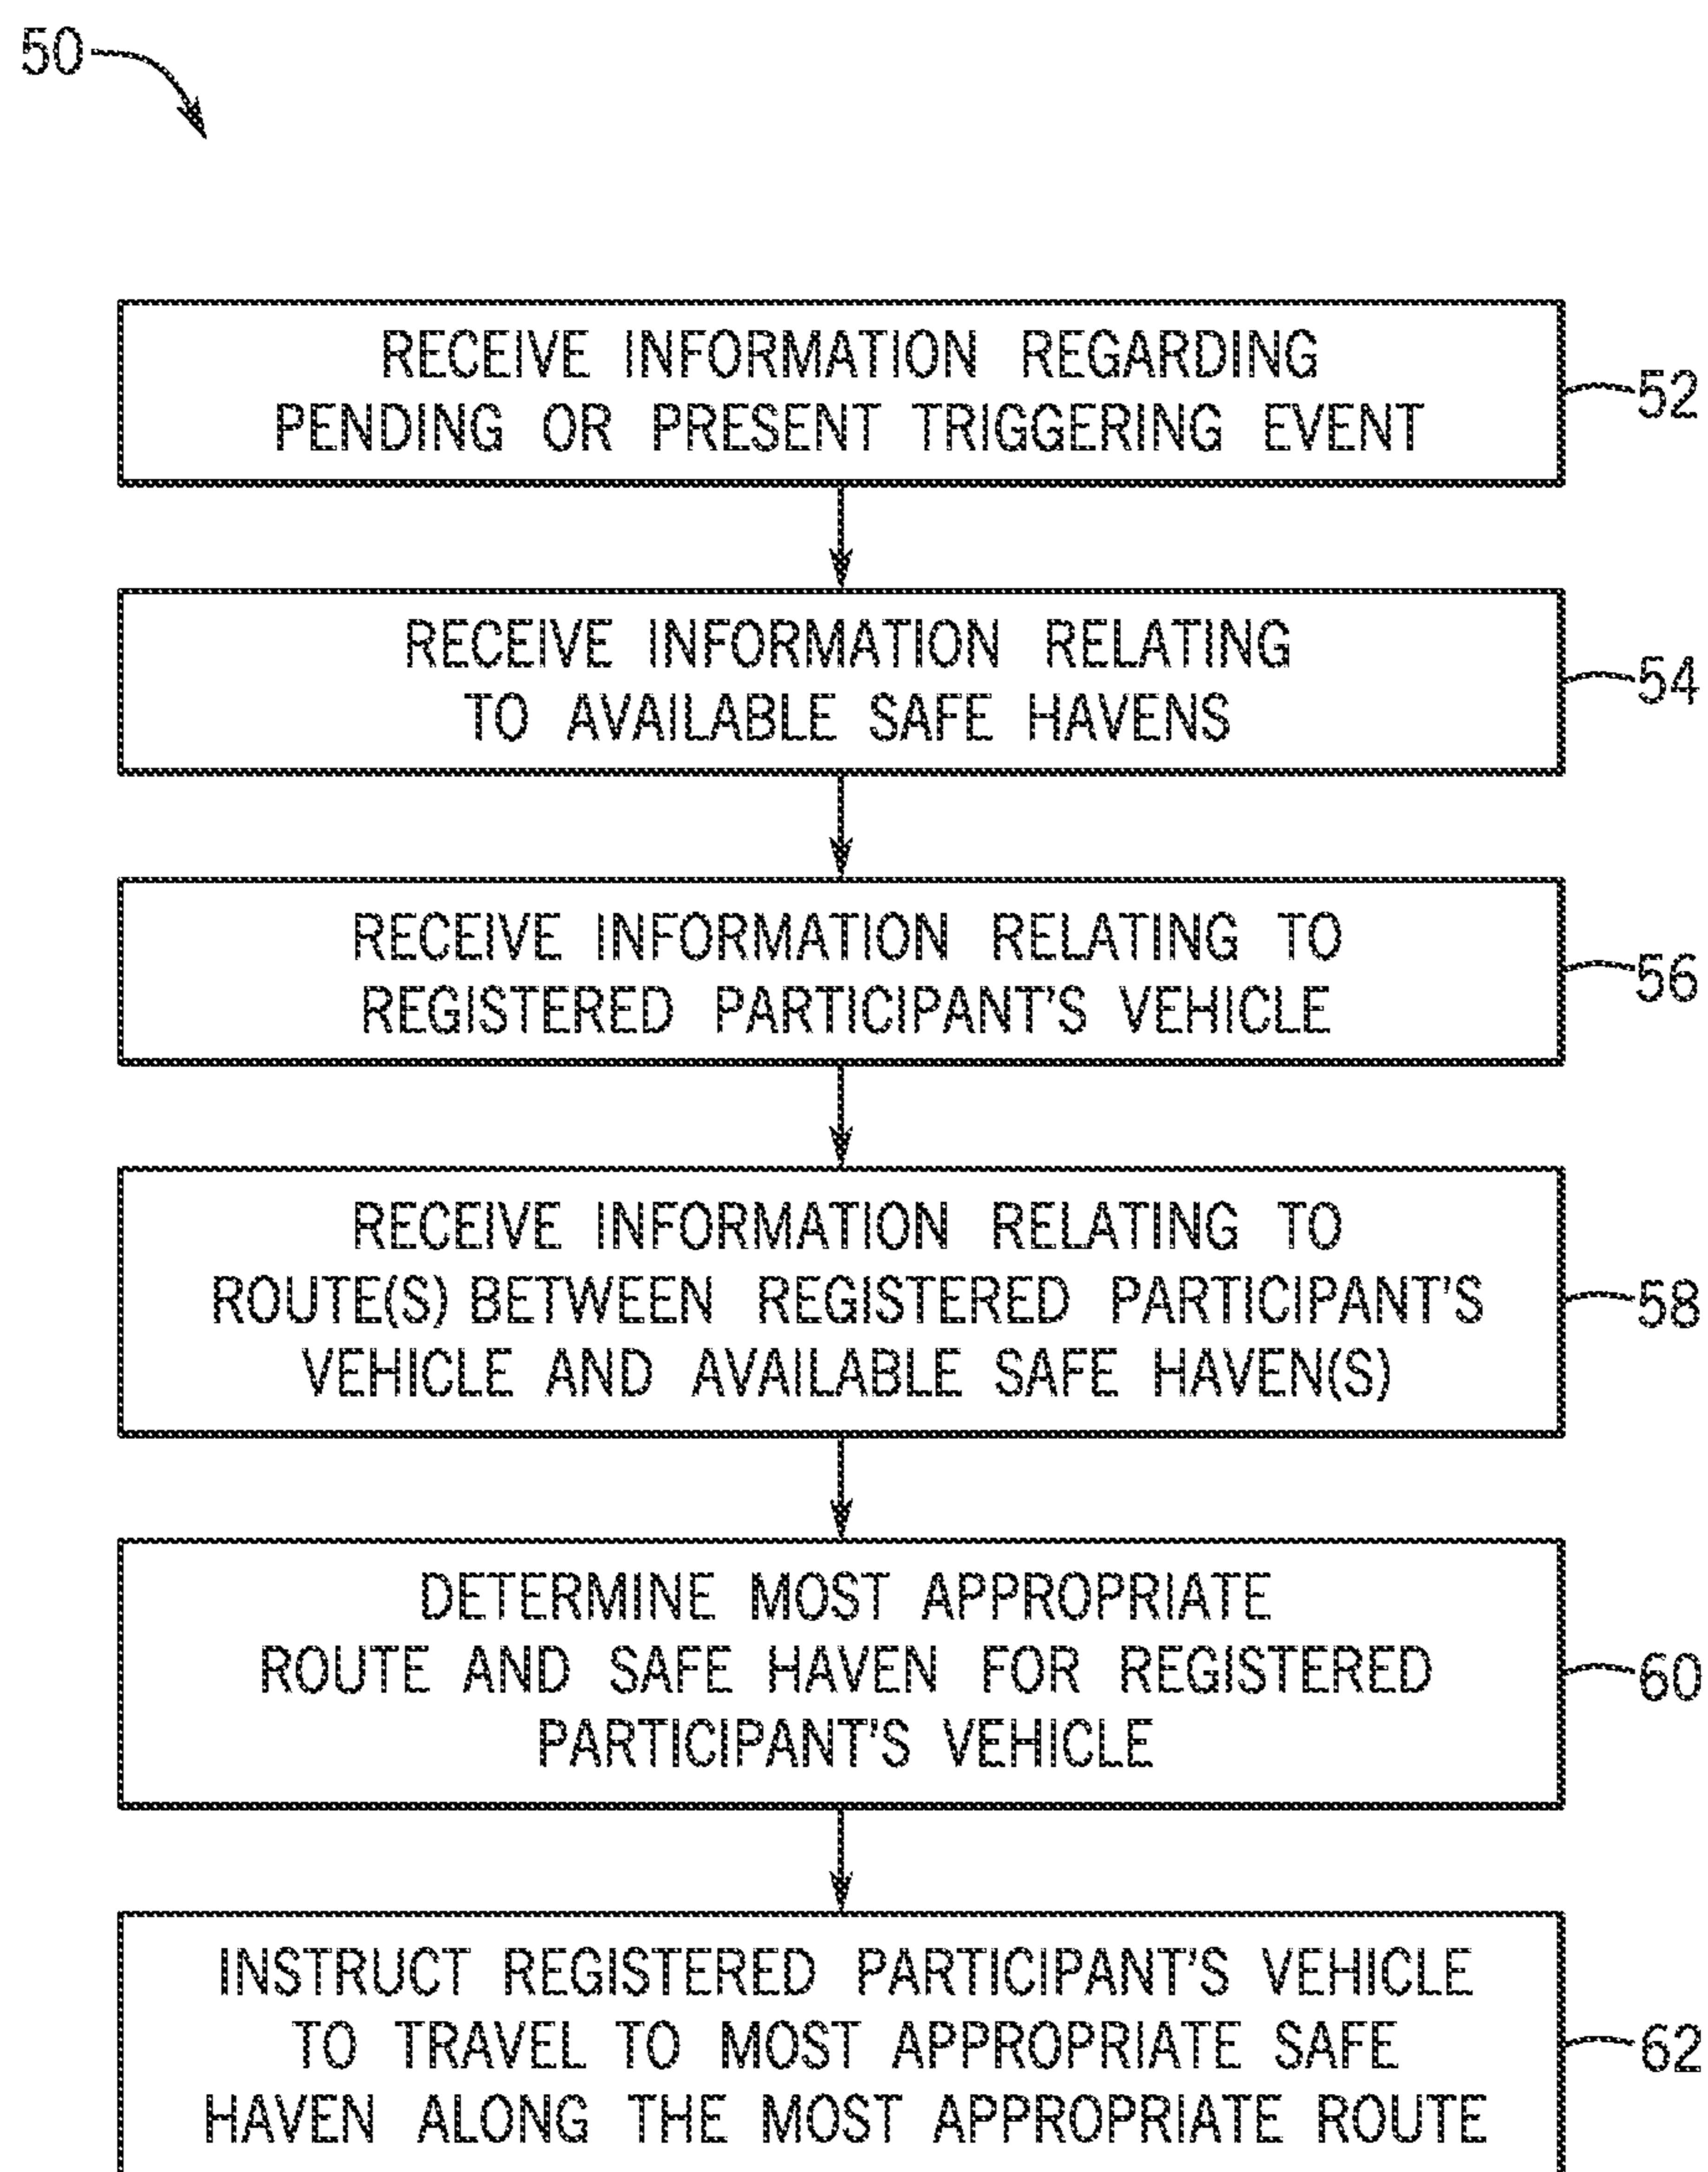 50
RECEIVE INFORMATION REGARDING
PENDING OR PRESENT TRIGGERING EVENT
52
RECEIVE INFORMATION RELATING
TO AVAILABLE SAFE HAVENS
54
RECEIVE INFORMATION RELATING TO
REGISTERED PARTICIPANT'S VEHICLE
56
RECEIVE INFORMATION RELATING TO
ROUTE(S) BETWEEN REGISTERED PARTICIPANT'S
VEHICLE AND AVAILABLE SAFE HAVEN(S)
58
DETERMINE MOST APPROPRIATE
ROUTE AND SAFE HAVEN FOR REGISTERED
PARTICIPANT'S VEHICLE
60
INSTRUCT REGISTERED PARTICIPANT'S VEHICLE
TO TRAVEL TO MOST APPROPRIATE SAFE
HAVEN ALONG THE MOST APPROPRIATE ROUTE
62